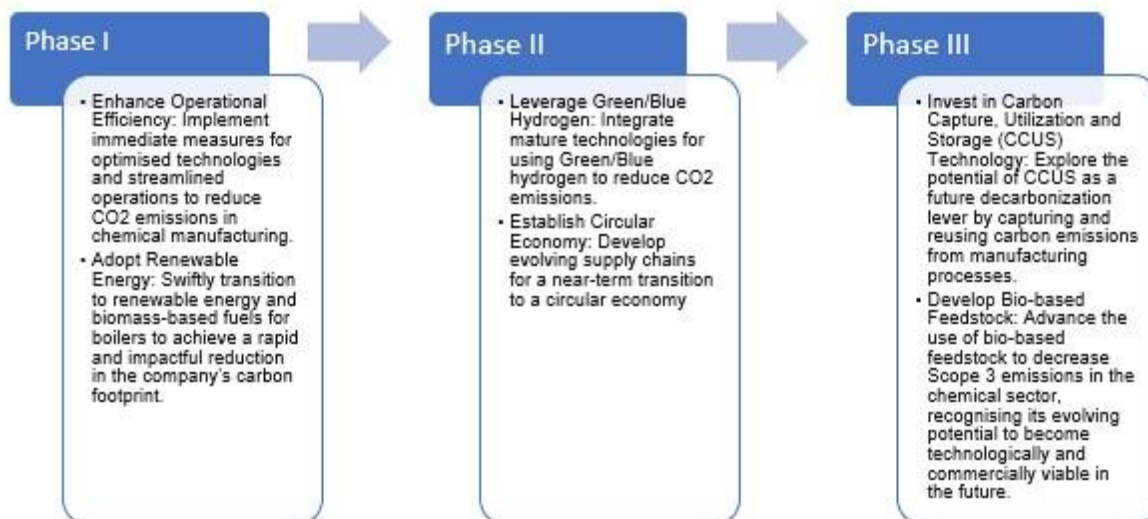 Phase I
• Enhance Operational
Efficiency: Implement
immediate measures for
optimised technologies
and streamlined
operations to reduce
CO2 emissions in
chemical manufacturing.
• Adopt Renewable
Energy: Swiftly transition
to renewable energy and
biomass-based fuels for
boilers to achieve a rapid
and impactful reduction
in the company's carbon
footprint.
Phase II
• Leverage Green/Blue
Hydrogen: Integrate
mature technologies for
using Green/Blue
hydrogen to reduce CO2
emissions.
• Establish Circular
Economy: Develop
evolving supply chains
for a near-term transition
to a circular economy
Phase III
• Invest in Carbon
Capture, Utilization and
Storage (CCUS)
Technology: Explore the
potential of CCUS as a
future decarbonization
lever by capturing and
reusing carbon emissions
from manufacturing
processes.
• Develop Bio-based
Feedstock: Advance the
use of bio-based
feedstock to decrease
Scope 3 emissions in the
chemical sector,
recognising its evolving
potential to become
technologically and
commercially viable in
the future.